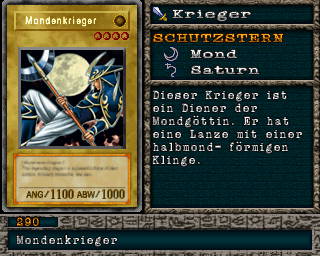 Mondenkrieger
ANG/1100 ABW/1000
Krieger
SCHUTZSTERN
Mond
Saturn
Dieser Krieger ist
ein Diener der
Mondgöttin. Er hat
eine Lanze mit einer
halbmond- förmigen
Klinge.
290
Mondenkrieger